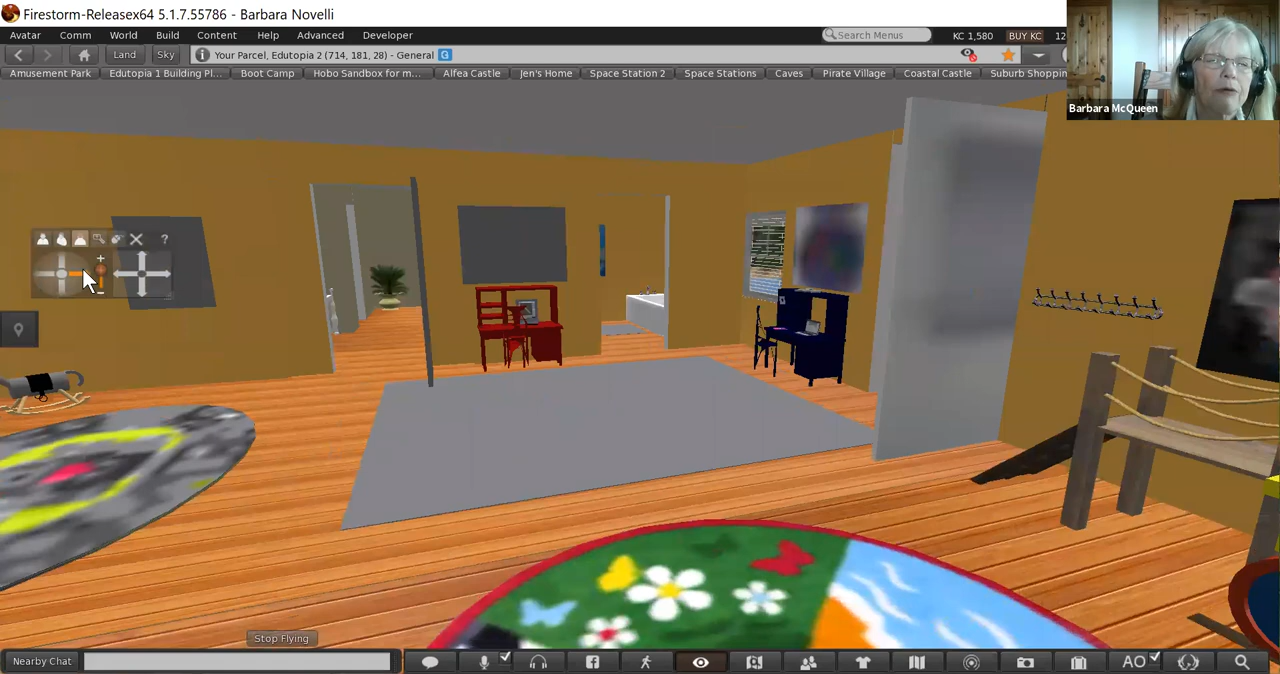 Firestorm-Releasex64 5.1.7.55786 - Barbara Novelli
Avatar Comm World Build Content Help Advanced Developer Search Menus KC 1,580 BUY KC 12
Land Sky Your Parcel, Edutopia 2 (714, 181, 28) - General G
Amusement Park Edutopia 1 Building Pl... Boot Camp Hobo Sandbox for m... Alfea Castle Jen's Home Space Station 2 Space Stations Caves Pirate Village Coastal Castle Suburb Shoppin
Barbara McQueen
?
Stop Flying
Nearby Chat AO